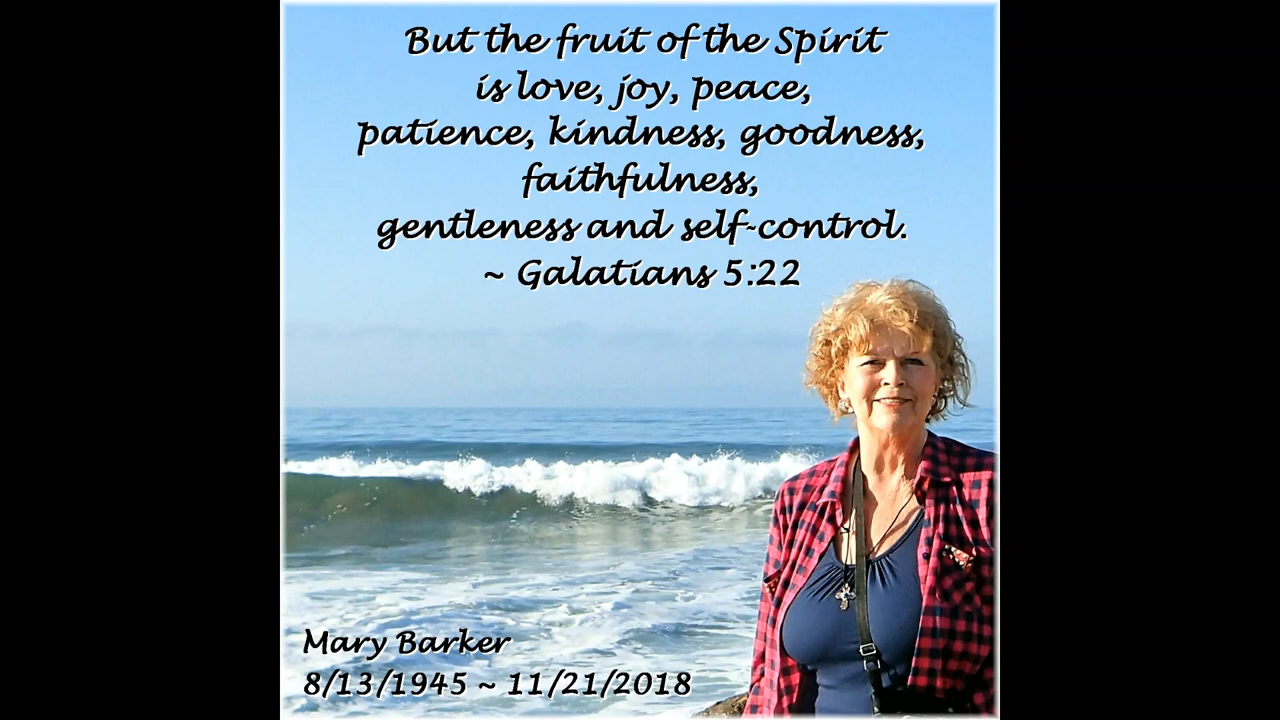 But the fruit of the Spirit
is love, joy, peace,
patience, kindness, goodness,
faithfulness,
gentleness and self-control.
~ Galatians 5:22
Mary Barker
8/13/1945 ~ 11/21/2018